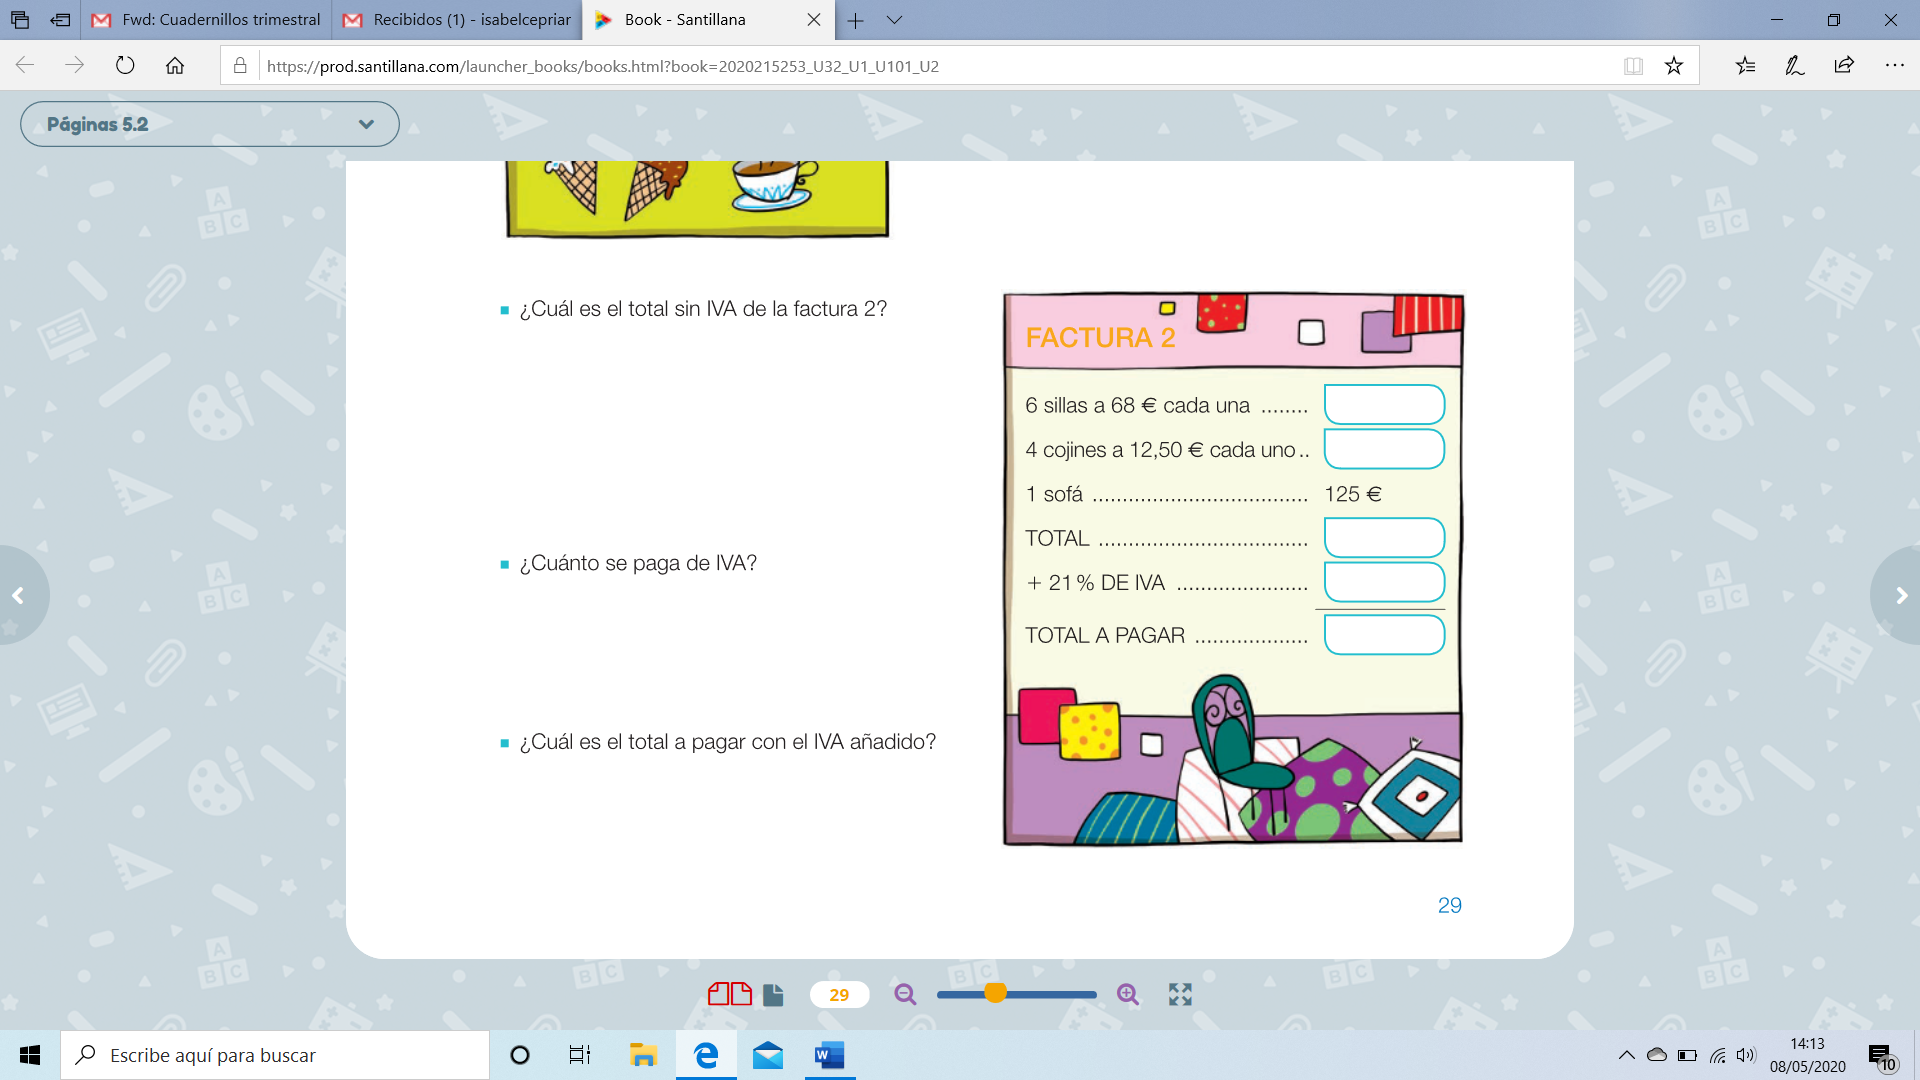 Fwd: Cuadernillos trimestral
Recibidos (1) - isabelcepriar
Book - Santillana
https://prod.santillana.com/launcher_books/books.html?book=2020215253_U32_U1_U101_U2
Páginas 5.2
¿Cuál es el total sin IVA de la factura 2?
¿Cuánto se paga de IVA?
¿Cuál es el total a pagar con el IVA añadido?
FACTURA 2
6 sillas a 68 € cada una ........
4 cojines a 12,50 € cada uno..
1 sofá .................................... 125 €
TOTAL ...................................
+ 21 % DE IVA ......................
TOTAL A PAGAR ...................
29
29
Escribe aquí para buscar
14:13
08/05/2020
10